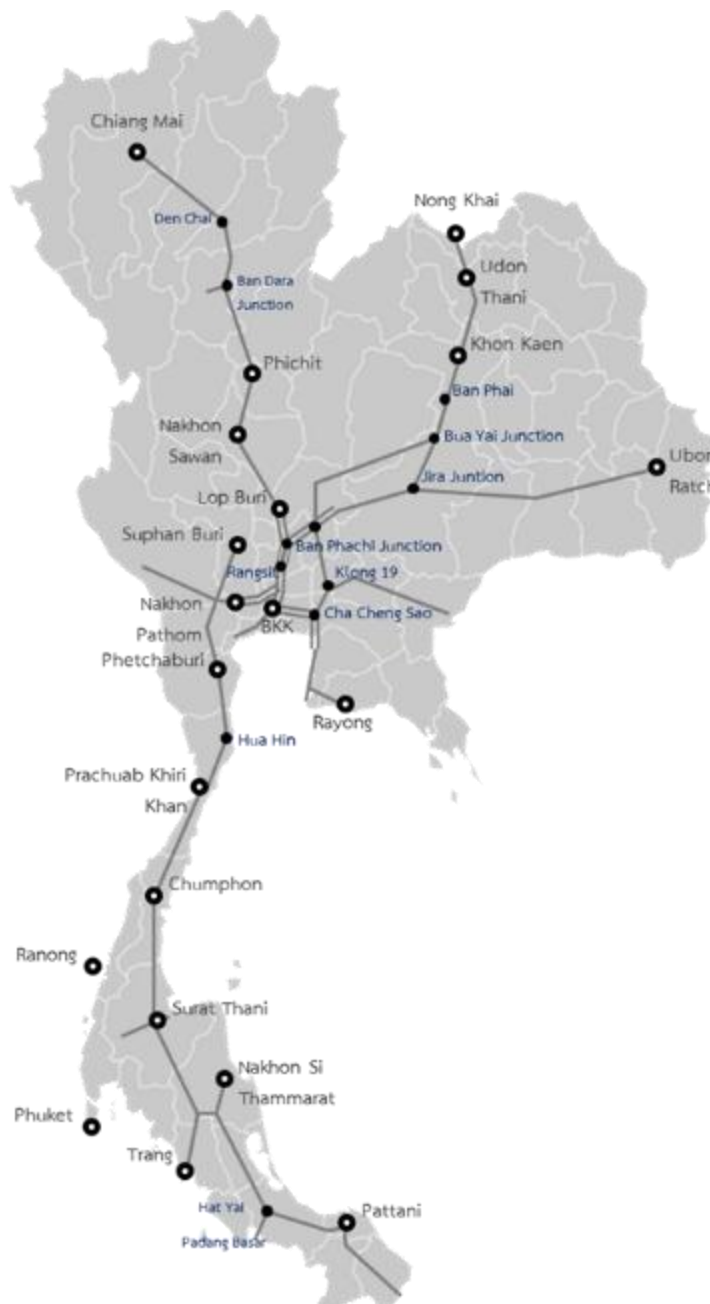 Chiang Mai
Nong Khai
Den Chai
Udon
Thani
Ban Dara
Junction
Khon Kaen
Phichit
Ban Phai
Nakhon
Sawan
Bua Yai Junction
Ubon
Ratch
Jira Juntion
Lop Buri
Suphan Buri
Ban Phachi Junction
Rangsit
Klong 19
Nakhon
Pathom
BKK
Cha Cheng Sao
Phetchaburi
Rayong
Hua Hin
Prachuab Khiri
Khan
Chumphon
Ranong
Surat Thani
Nakhon Si
Thammarat
Phuket
Trang
Hat Yai
Pattani
Padang Basar